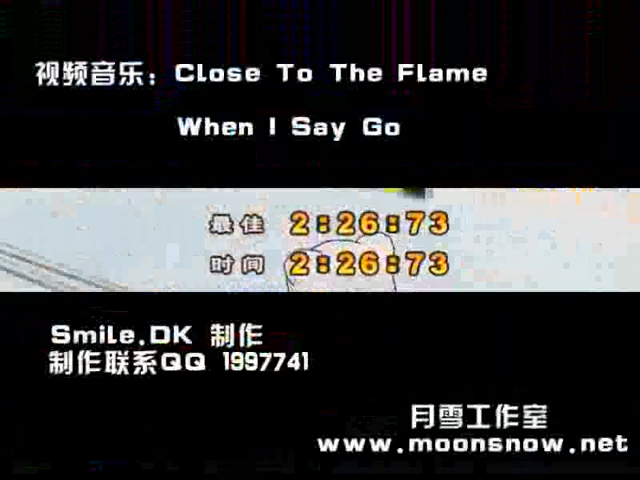 视频音乐：Close To The Flame
When I Say Go
最佳 2:26:73
时间 2:26:73
Smile.DK 制作
制作联系QQ 1997741
月雪工作室
www.moonsnow.net